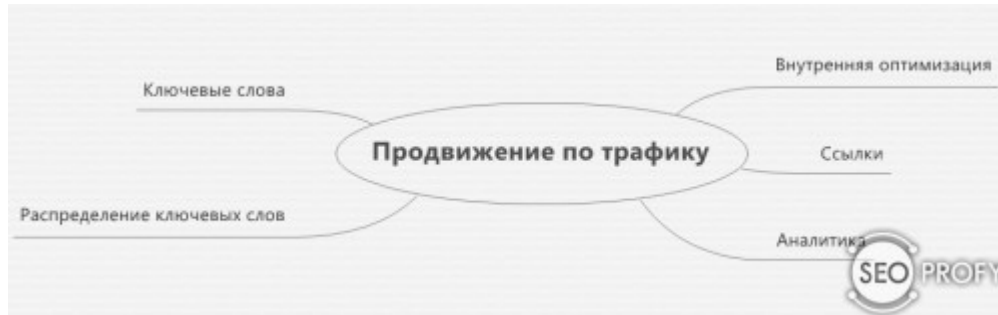 Внутренняя оптимизация
Ключевые слова
Продвижение по трафику
Ссылки
Распределение ключевых слов
Аналитика
SEO PROFY